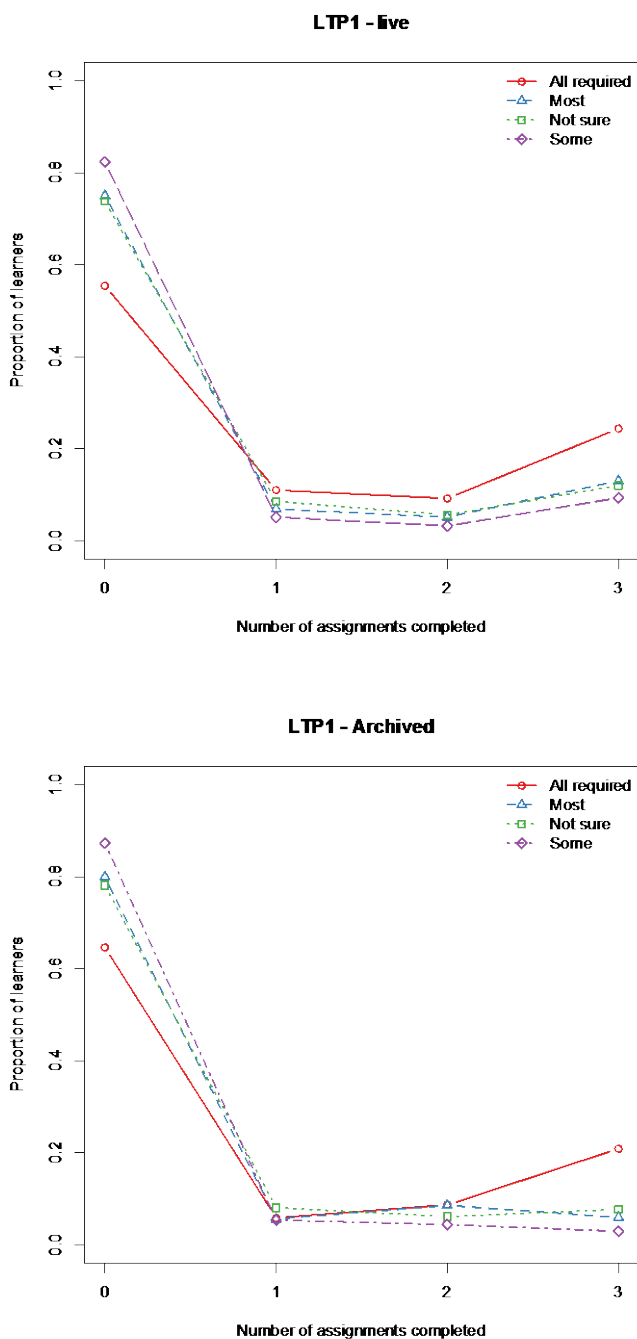 LTP1 - live
1.0
0.8
0.6
0.4
0.2
0.0
Proportion of learners
All required
Most
Not sure
Some
0 1 2 3
Number of assignments completed
LTP1 - Archived
1.0
0.8
0.6
0.4
0.2
0.0
Proportion of learners
All required
Most
Not sure
Some
0 1 2 3
Number of assignments completed